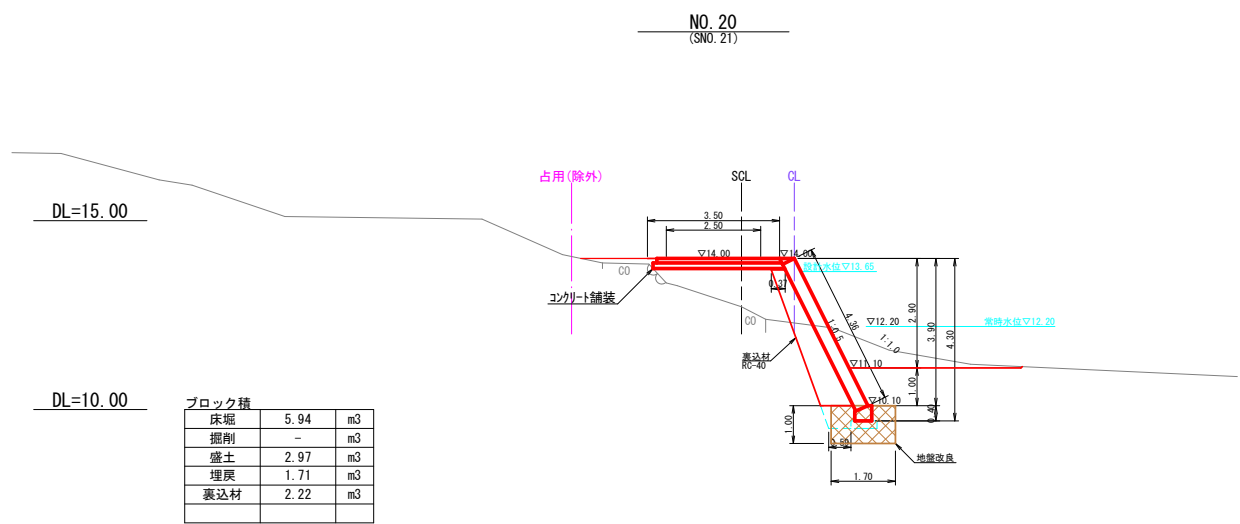 NO.20
(SNO.21)
占用(除外)
SCL
CL
DL=15.00
3.50
2.50
▽14.00
▽14.00
設計水位▽13.66
CO
コンクリート舗装
0.37
4.36
1:0.5
CO
▽12.20
常時水位▽12.20
1:1.0
2.90
3.90
4.30
裏込材
RC-40
▽11.10
1.00
DL=10.00
▽10.10
0.40
1.00
0.50
地盤改良
1.70
ブロック積
床堀 5.94 m3
掘削 - m3
盛土 2.97 m3
埋戻 1.71 m3
裏込材 2.22 m3